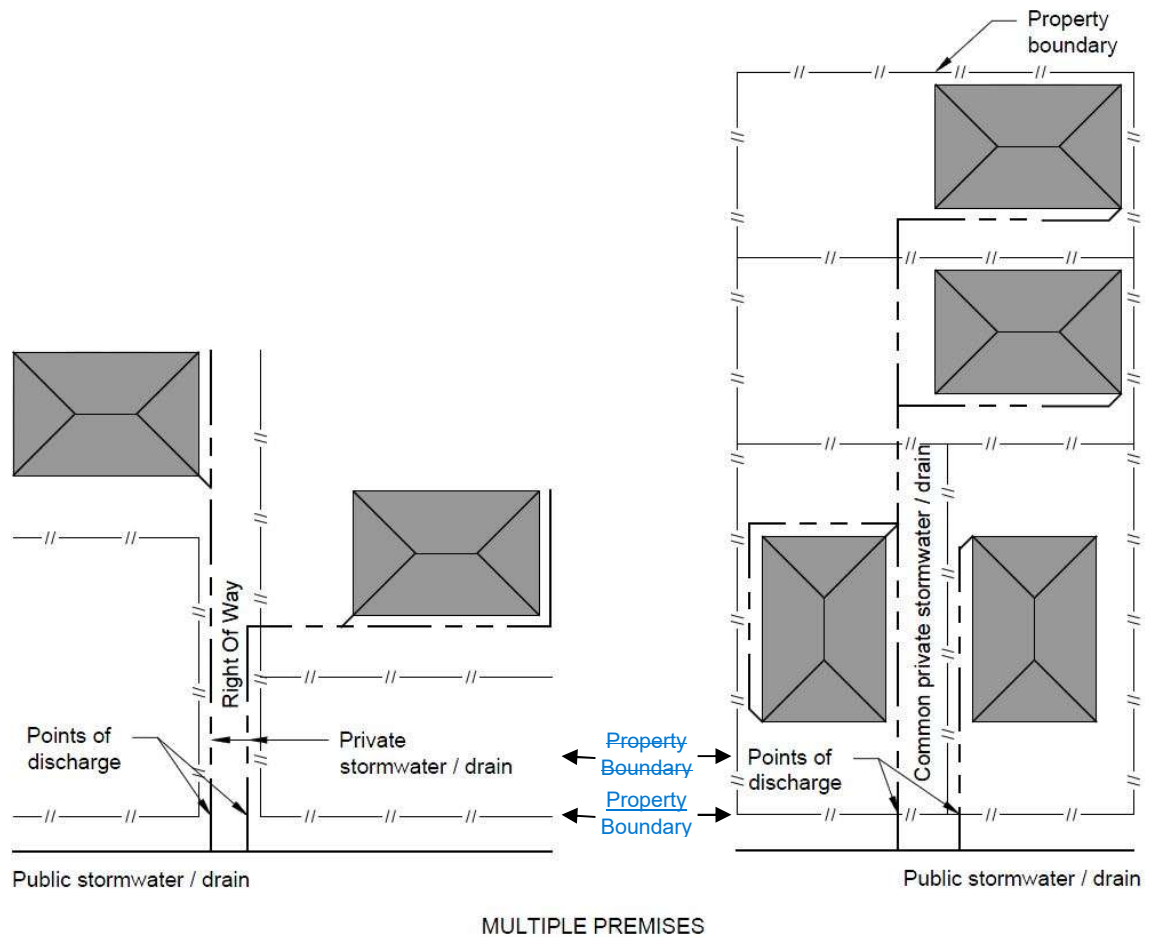 Property
boundary
Right Of Way
Common private stormwater / drain
Points of
discharge
Private
stormwater / drain
Property
Boundary
Property
Boundary
Points of
discharge
Public stormwater / drain
Public stormwater / drain
MULTIPLE PREMISES